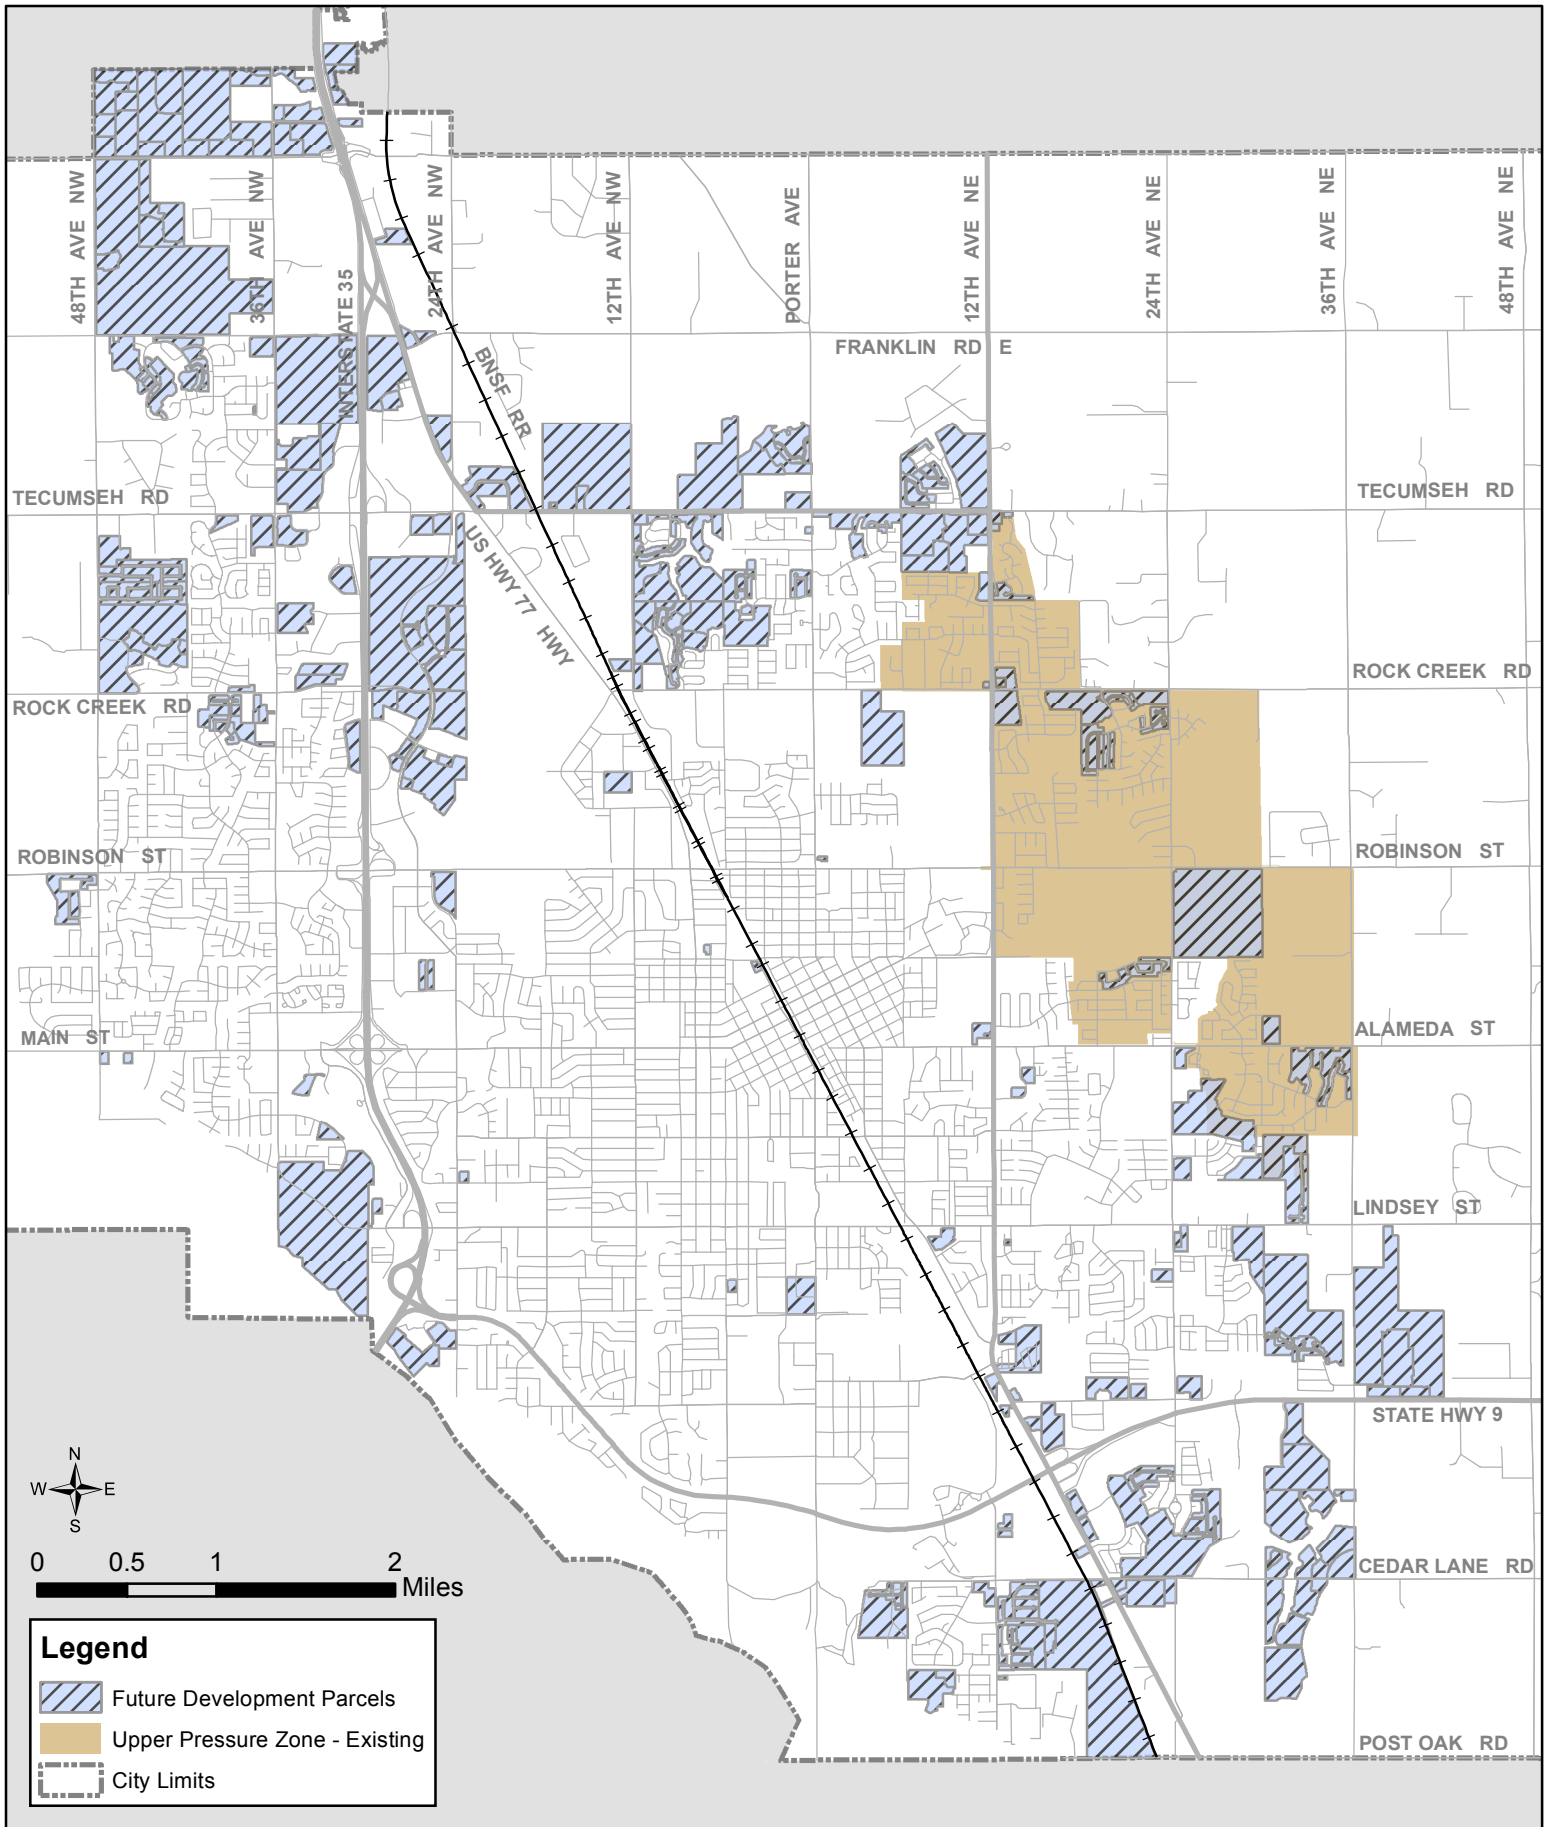 48TH AVE NW
36TH AVE NW
INTERSTATE 35
24TH AVE NW
12TH AVE NW
PORTER AVE
12TH AVE NE
24TH AVE NE
36TH AVE NE
48TH AVE NE
FRANKLIN RD E
BNSF RR
TECUMSEH RD
TECUMSEH RD
US HWY 77 HWY
ROCK CREEK RD
ROCK CREEK RD
ROBINSON ST
ROBINSON ST
MAIN ST
ALAMEDA ST
LINDSEY ST
STATE HWY 9
CEDAR LANE RD
POST OAK RD
N
W E
S
0 0.5 1 2
Miles
Legend
Future Development Parcels
Upper Pressure Zone - Existing
City Limits